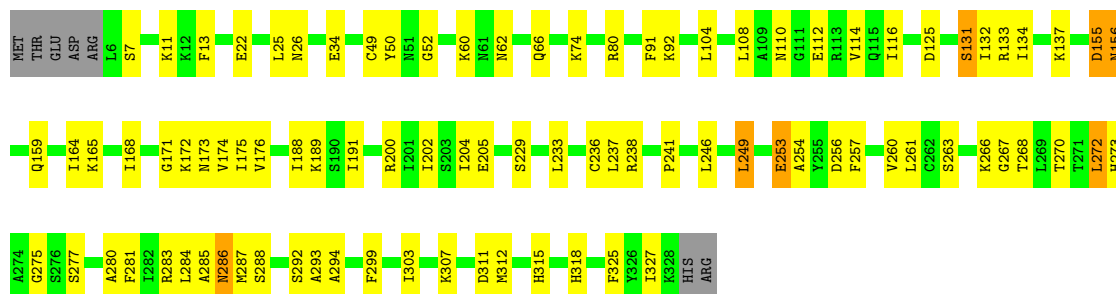 MET THR GLU ASP ARG L6 S7 K11 K12 F13 E22 L25 N26 E34 C49 Y50 N51 G52 K60 N61 N62 Q66 K74 R80 F91 K92 L104 L108 A109 N110 G111 E112 R113 V114 Q115 I116 D125 S131 I132 R133 I134 K137 D155 N156
Q159 I164 K165 I168 G171 K172 N173 V174 I175 V176 I188 K189 S190 I191 R200 I201 I202 S203 I204 E205 S229 L233 C236 L237 R238 P241 L246 L249 E253 A254 Y255 D256 F257 V260 L261 C262 S263 K266 G267 T268 L269 T270 T271 L272 H273
A274 G275 S276 S277 A280 F281 I282 R283 L284 A285 N286 M287 S288 S292 A293 A294 F299 I303 K307 D311 M312 H315 H318 F325 Y326 I327 K328 HIS ARG